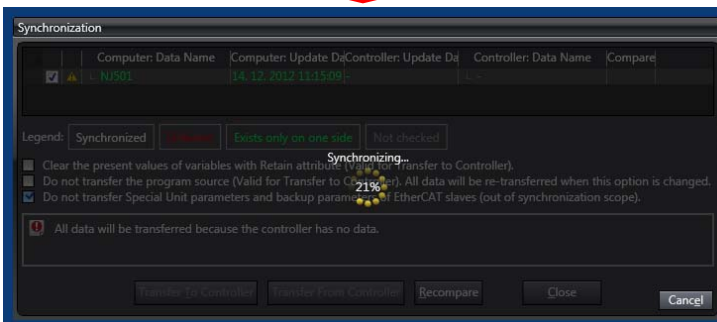 Synchronization
Computer: Data Name Computer: Update Da Controller: Update Da Controller: Data Name Compare
NJ501 14. 12. 2012 11:15:09 - -
Legend: Synchronized Exists only on one side Not checked
Synchronizing...
Clear the present values of variables with Retain attribute (Valid for Transfer to Controller).
21%
Do not transfer the program source (Valid for Transfer to Controller). All data will be re-transferred when this option is changed.
Do not transfer Special Unit parameters and backup parameters of EtherCAT slaves (out of synchronization scope).
All data will be transferred because the controller has no data.
Transfer To Controller Transfer From Controller Recompare Close
Cancel